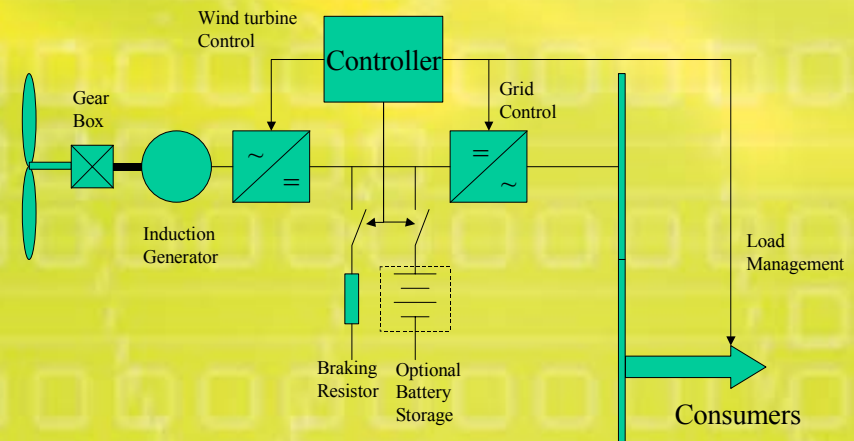 Wind turbine
Control
Controller
Gear
Box
Grid
Control
~
=
=
~
Induction
Generator
Load
Management
Braking
Resistor
Optional
Battery
Storage
Consumers